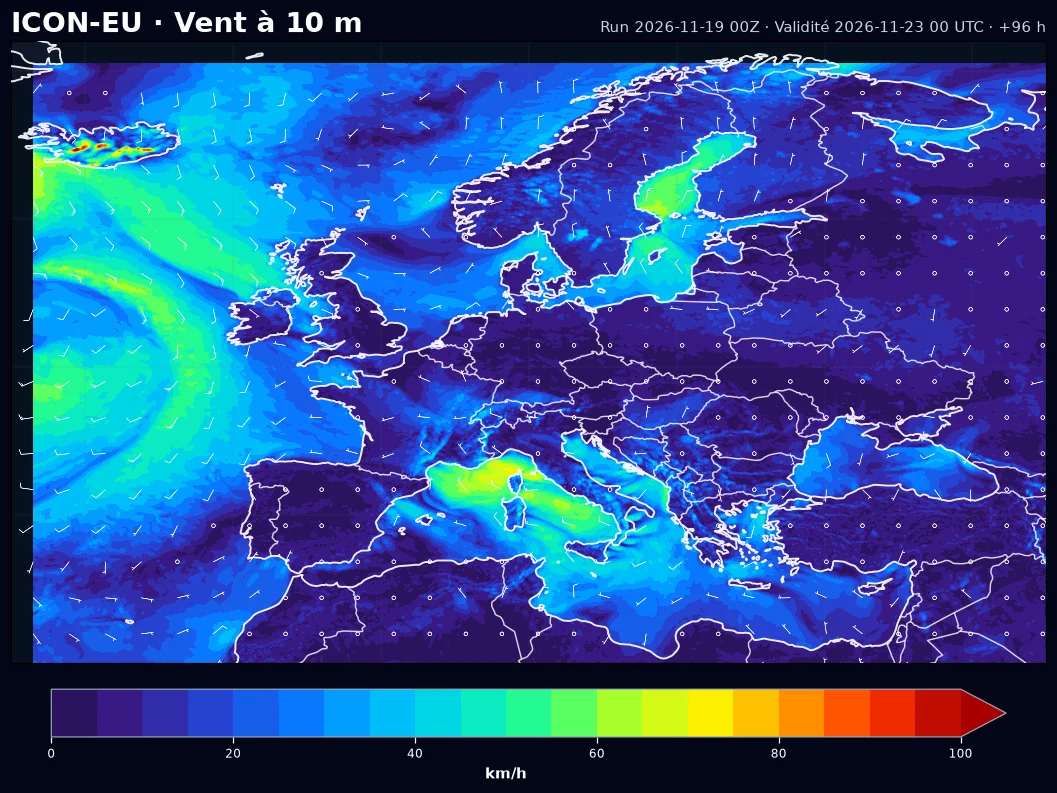 ICON-EU · Vent à 10 m
Run 2026-11-19 00Z · Validité 2026-11-23 00 UTC · +96 h
0 20 40 60 80 100
km/h